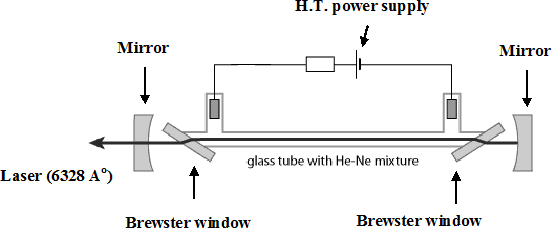 H.T. power supply
Mirror
Mirror
Laser (6328 A°)
glass tube with He-Ne mixture
Brewster window
Brewster window